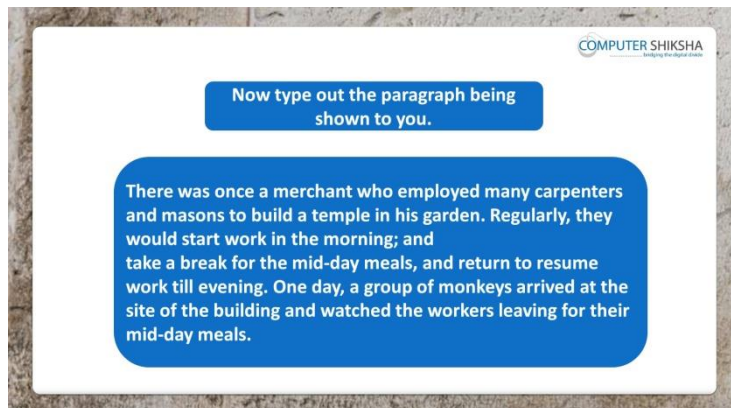 COMPUTER SHIKSHA
bridging the digital divide
Now type out the paragraph being
shown to you.
There was once a merchant who employed many carpenters
and masons to build a temple in his garden. Regularly, they
would start work in the morning; and
take a break for the mid-day meals, and return to resume
work till evening. One day, a group of monkeys arrived at the
site of the building and watched the workers leaving for their
mid-day meals.